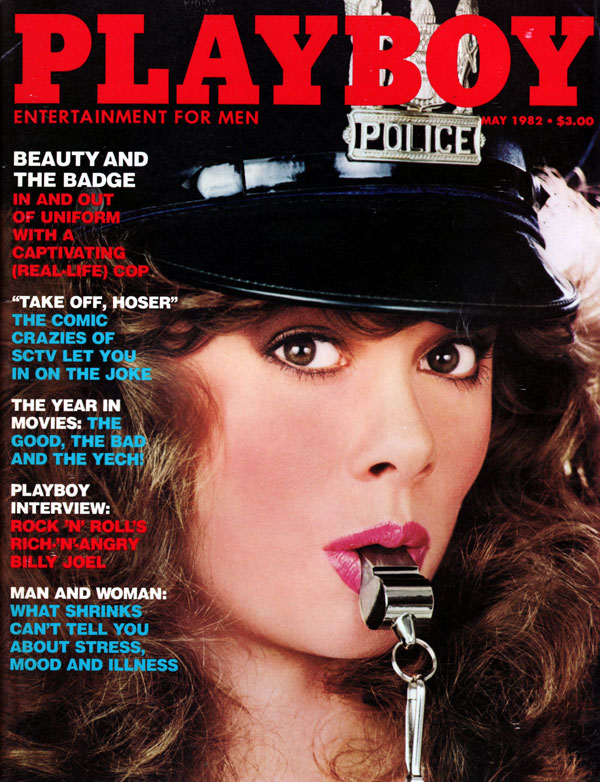 PLAYBOY
ENTERTAINMENT FOR MEN
MAY 1982 • $3.00
POLICE
BEAUTY AND
THE BADGE
IN AND OUT
OF UNIFORM
WITH A
CAPTIVATING
(REAL-LIFE) COP
“TAKE OFF, HOSER”
THE COMIC
CRAZIES OF
SCTV LET YOU
IN ON THE JOKE
THE YEAR IN
MOVIES: THE
GOOD, THE BAD
AND THE YECH!
PLAYBOY
INTERVIEW:
ROCK ’N’ ROLL’S
RICH-’N’-ANGRY
BILLY JOEL
MAN AND WOMAN:
WHAT SHRINKS
CAN’T TELL YOU
ABOUT STRESS,
MOOD AND ILLNESS